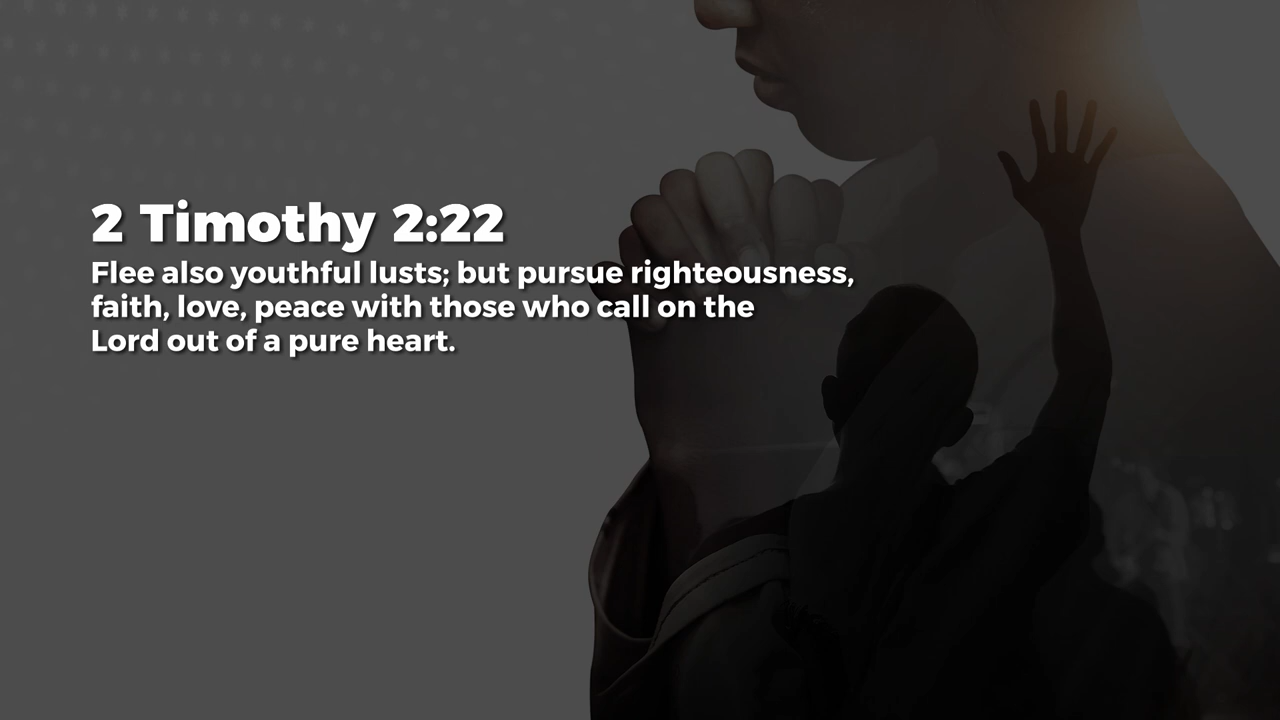 2 Timothy 2:22
Flee also youthful lusts; but pursue righteousness,
faith, love, peace with those who call on the
Lord out of a pure heart.